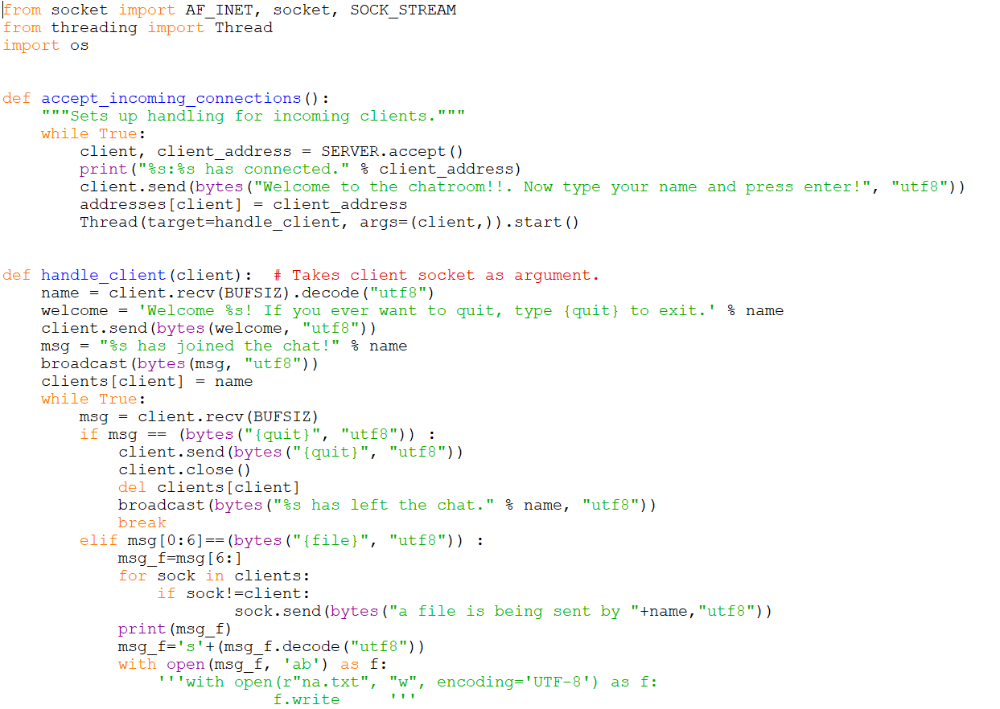 from socket import AF_INET, socket, SOCK_STREAM
from threading import Thread
import os
def accept_incoming_connections():
    """Sets up handling for incoming clients."""
    while True:
        client, client_address = SERVER.accept()
        print("%s:%s has connected." % client_address)
        client.send(bytes("Welcome to the chatroom!!. Now type your name and press enter!", "utf8"))
        addresses[client] = client_address
        Thread(target=handle_client, args=(client,)).start()
def handle_client(client):  # Takes client socket as argument.
    name = client.recv(BUFSIZ).decode("utf8")
    welcome = 'Welcome %s! If you ever want to quit, type {quit} to exit.' % name
    client.send(bytes(welcome, "utf8"))
    msg = "%s has joined the chat!" % name
    broadcast(bytes(msg, "utf8"))
    clients[client] = name
    while True:
        msg = client.recv(BUFSIZ)
        if msg == (bytes("{quit}", "utf8")) :
            client.send(bytes("{quit}", "utf8"))
            client.close()
            del clients[client]
            broadcast(bytes("%s has left the chat." % name, "utf8"))
            break
        elif msg[0:6]==(bytes("{file}", "utf8")) :
            msg_f=msg[6:]
            for sock in clients:
                if sock!=client:
                        sock.send(bytes("a file is being sent by "+name,"utf8"))
            print(msg_f)
            msg_f='s'+(msg_f.decode("utf8"))
            with open(msg_f, 'ab') as f:
                '''with open(r"na.txt", "w", encoding='UTF-8') as f:
                            f.write     '''